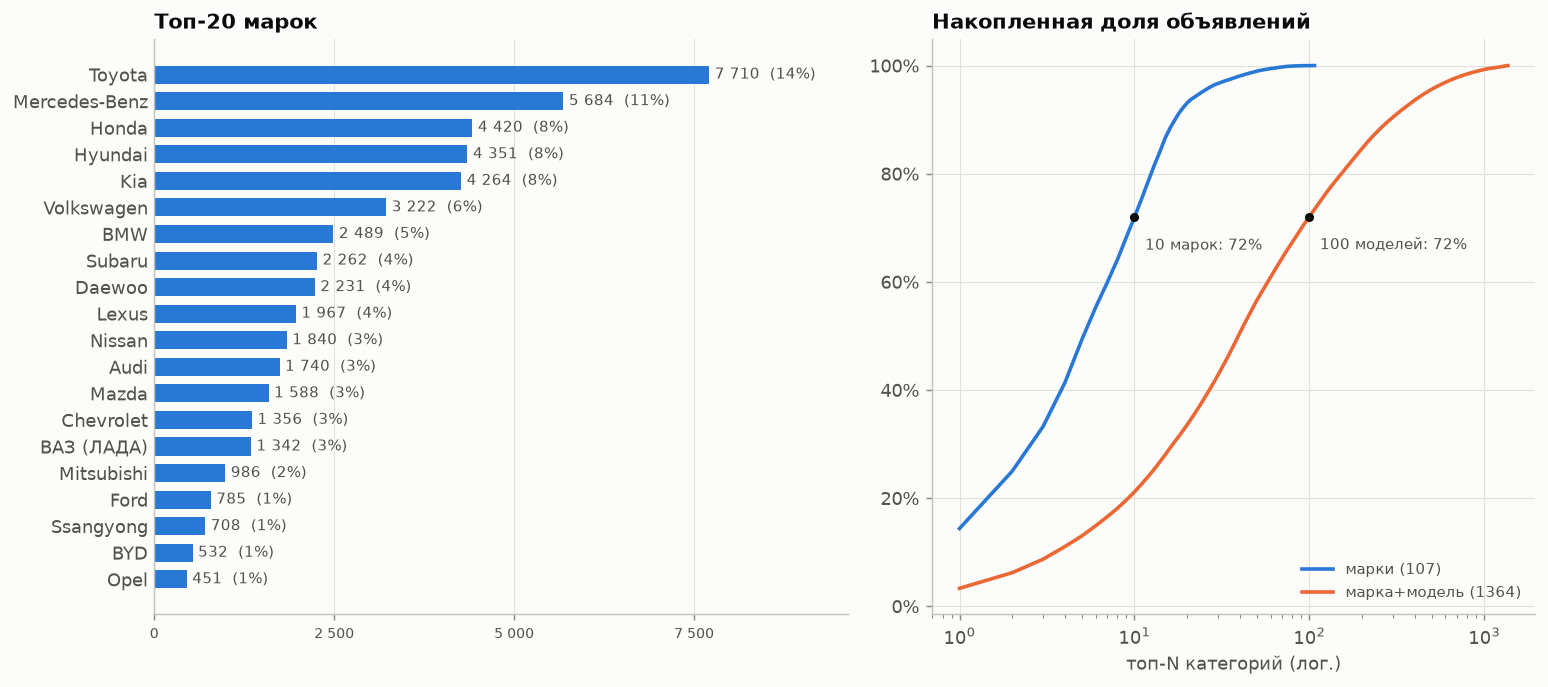 Топ-20 марок
Toyota 7 710 (14%)
Mercedes-Benz 5 684 (11%)
Honda 4 420 (8%)
Hyundai 4 351 (8%)
Kia 4 264 (8%)
Volkswagen 3 222 (6%)
BMW 2 489 (5%)
Subaru 2 262 (4%)
Daewoo 2 231 (4%)
Lexus 1 967 (4%)
Nissan 1 840 (3%)
Audi 1 740 (3%)
Mazda 1 588 (3%)
Chevrolet 1 356 (3%)
ВАЗ (ЛАДА) 1 342 (3%)
Mitsubishi 986 (2%)
Ford 785 (1%)
Ssangyong 708 (1%)
BYD 532 (1%)
Opel 451 (1%)
0 2 500 5 000 7 500
Накопленная доля объявлений
100%
80%
60%
40%
20%
0%
10 марок: 72%
100 моделей: 72%
марки (107)
марка+модель (1364)
10⁰ 10¹ 10² 10³
топ-N категорий (лог.)